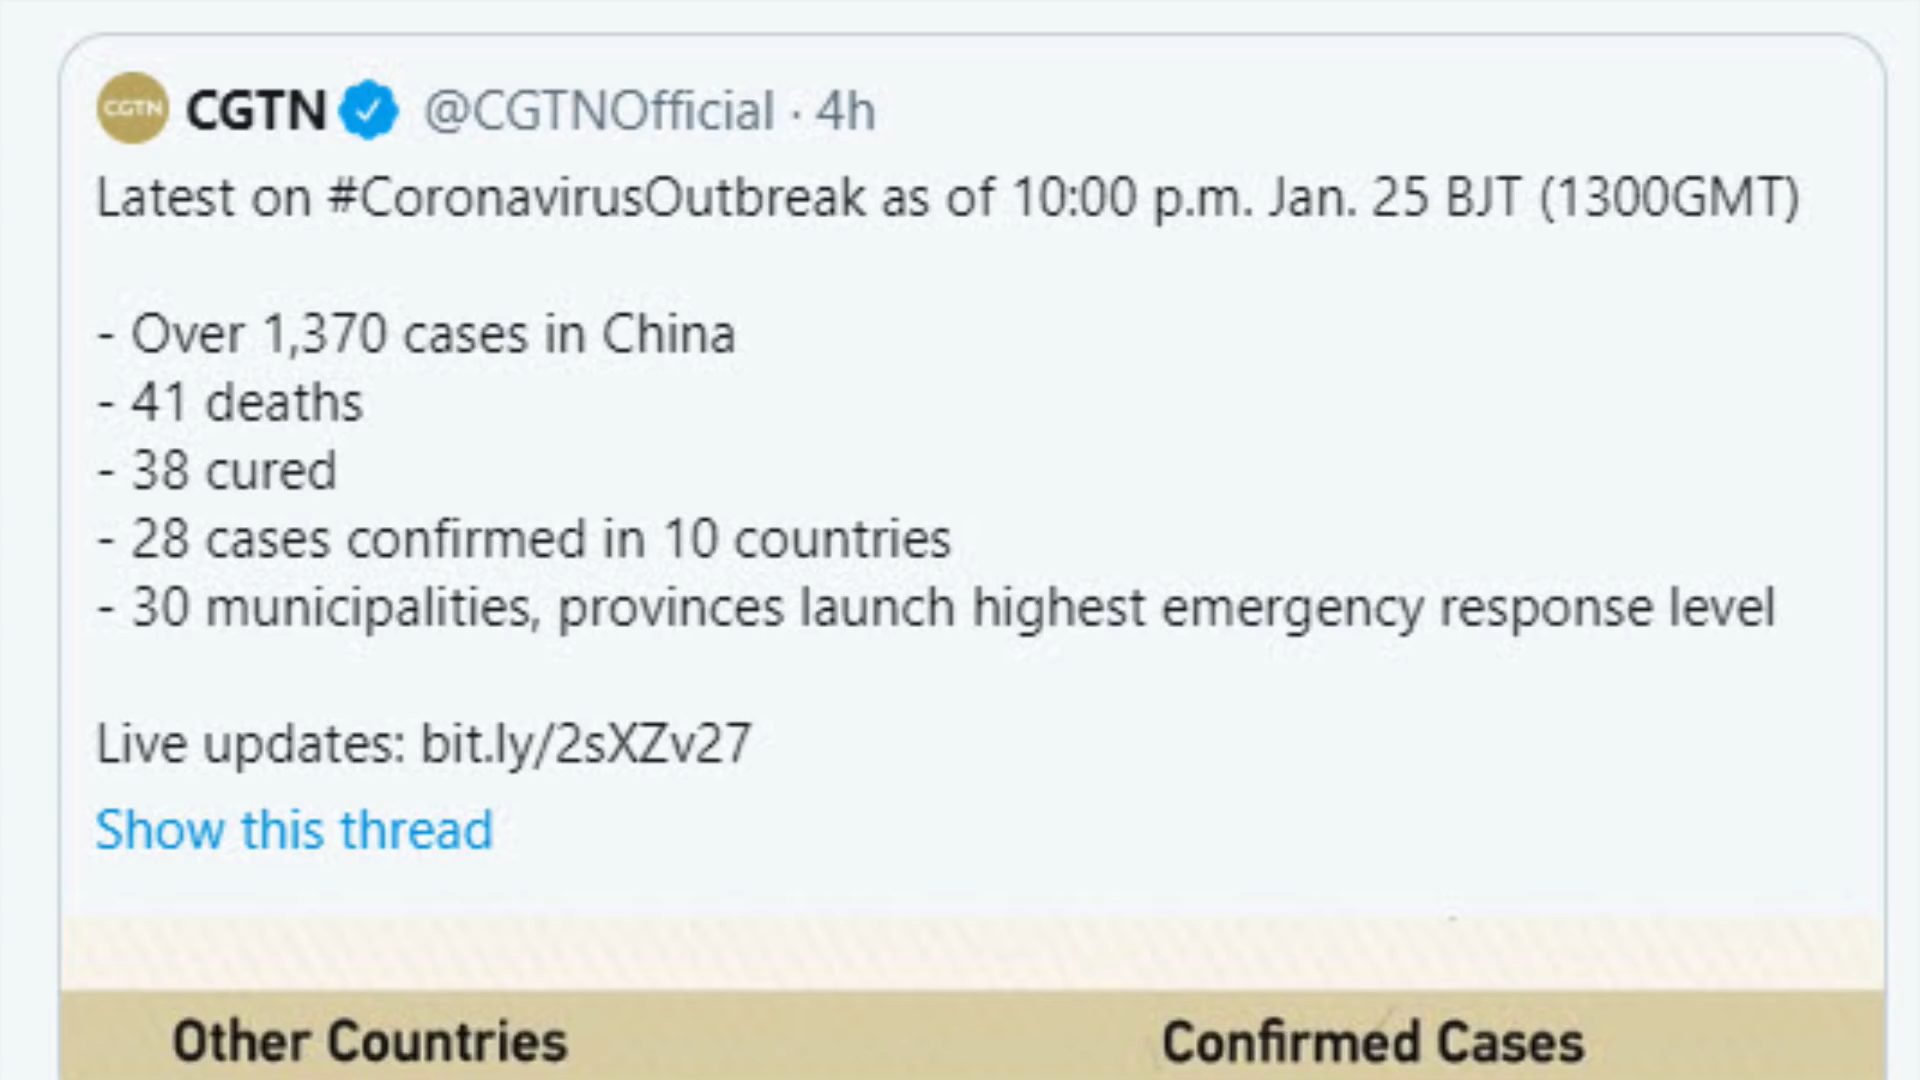 CGTN CGTN @CGTNOfficial · 4h
Latest on #CoronavirusOutbreak as of 10:00 p.m. Jan. 25 BJT (1300GMT)
- Over 1,370 cases in China
- 41 deaths
- 38 cured
- 28 cases confirmed in 10 countries
- 30 municipalities, provinces launch highest emergency response level
Live updates: bit.ly/2sXZv27
Show this thread
Other Countries Confirmed Cases